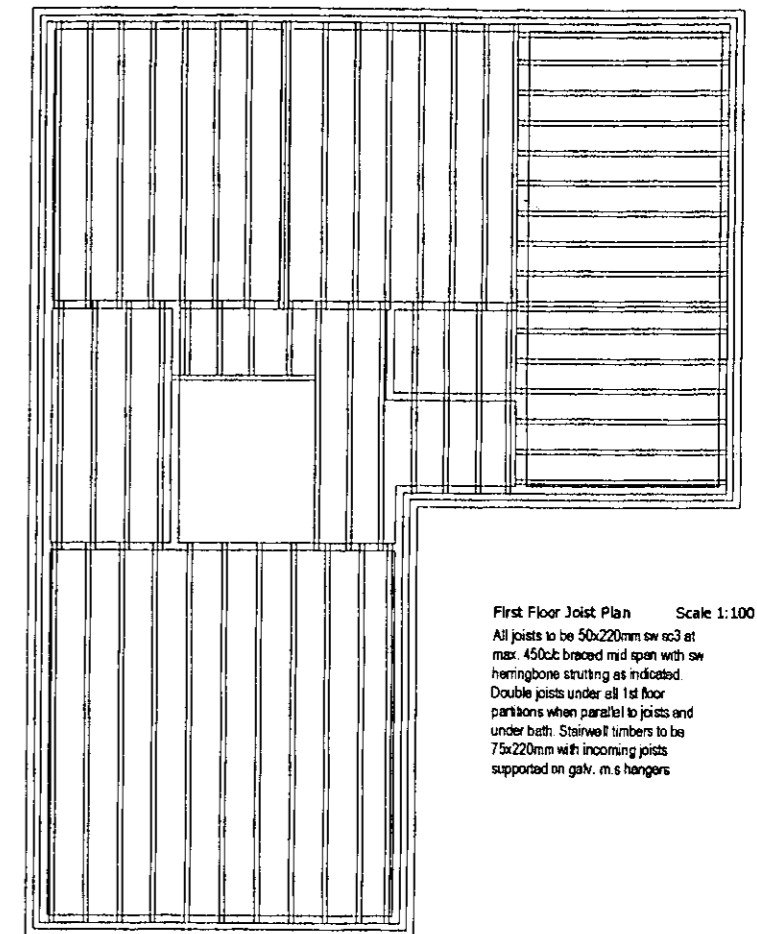 First Floor Joist Plan Scale 1:100
All joists to be 50x220mm sw sc3 at
max. 450c/c braced mid span with sw
herringbone strutting as indicated.
Double joists under all 1st floor
partitions when parallel to joists and
under bath. Stairwell timbers to be
75x220mm with incoming joists
supported on galv. m.s hangers